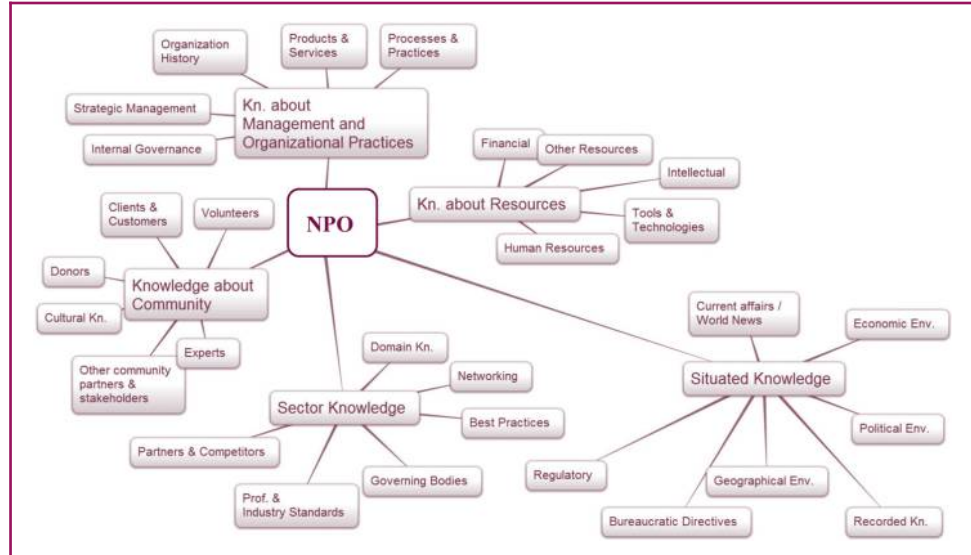 Organization
History
Products &
Services
Processes &
Practices
Strategic Management
Internal Governance
Kn. about
Management and
Organizational Practices
Financial
Other Resources
Intellectual
Kn. about Resources
Tools &
Technologies
Human Resources
NPO
Clients &
Customers
Volunteers
Donors
Knowledge about
Community
Cultural Kn.
Experts
Other community
partners &
stakeholders
Domain Kn.
Networking
Sector Knowledge
Best Practices
Partners & Competitors
Governing Bodies
Prof. &
Industry Standards
Current affairs /
World News
Economic Env.
Situated Knowledge
Political Env.
Regulatory
Geographical Env.
Bureaucratic Directives
Recorded Kn.